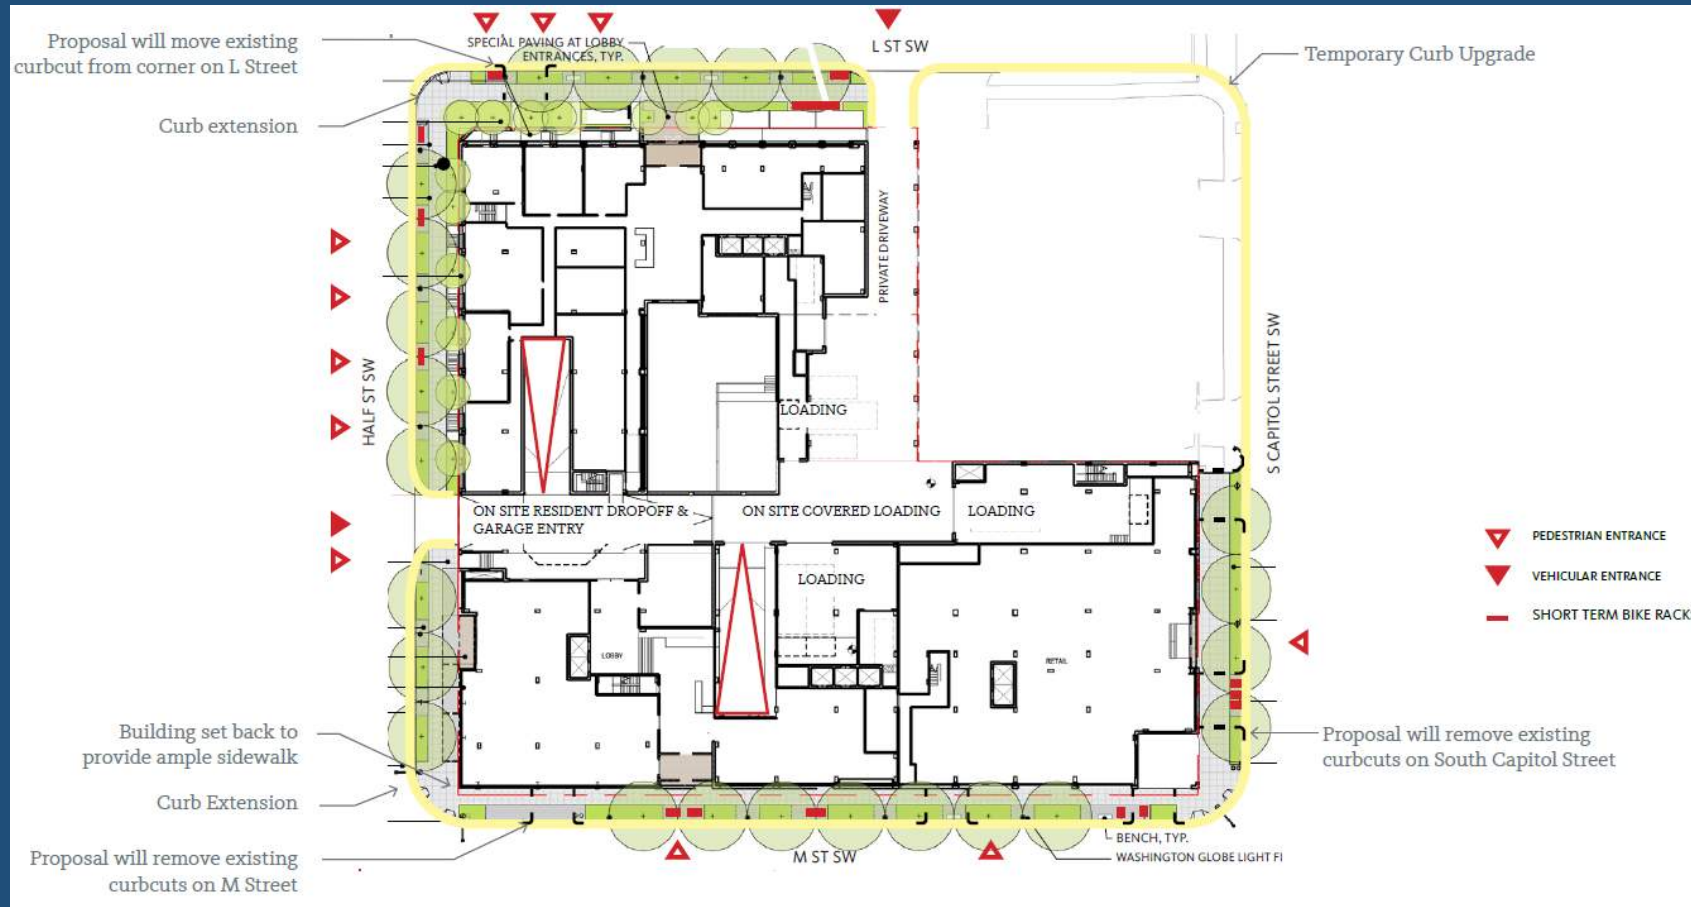 Proposal will move existing
curbcut from corner on L Street
SPECIAL PAVING AT LOBBY
ENTRANCES, TYP.
L ST SW
Temporary Curb Upgrade
Curb extension
PRIVATE DRIVEWAY
HALF ST SW
S CAPITOL STREET SW
LOADING
ON SITE RESIDENT DROPOFF &
GARAGE ENTRY
ON SITE COVERED LOADING
LOADING
LOADING
PEDESTRIAN ENTRANCE
VEHICULAR ENTRANCE
SHORT TERM BIKE RACK
LOBBY
RETAIL
Building set back to
provide ample sidewalk
Curb Extension
Proposal will remove existing
curbcuts on South Capitol Street
Proposal will remove existing
curbcuts on M Street
M ST SW
BENCH, TYP.
WASHINGTON GLOBE LIGHT FI